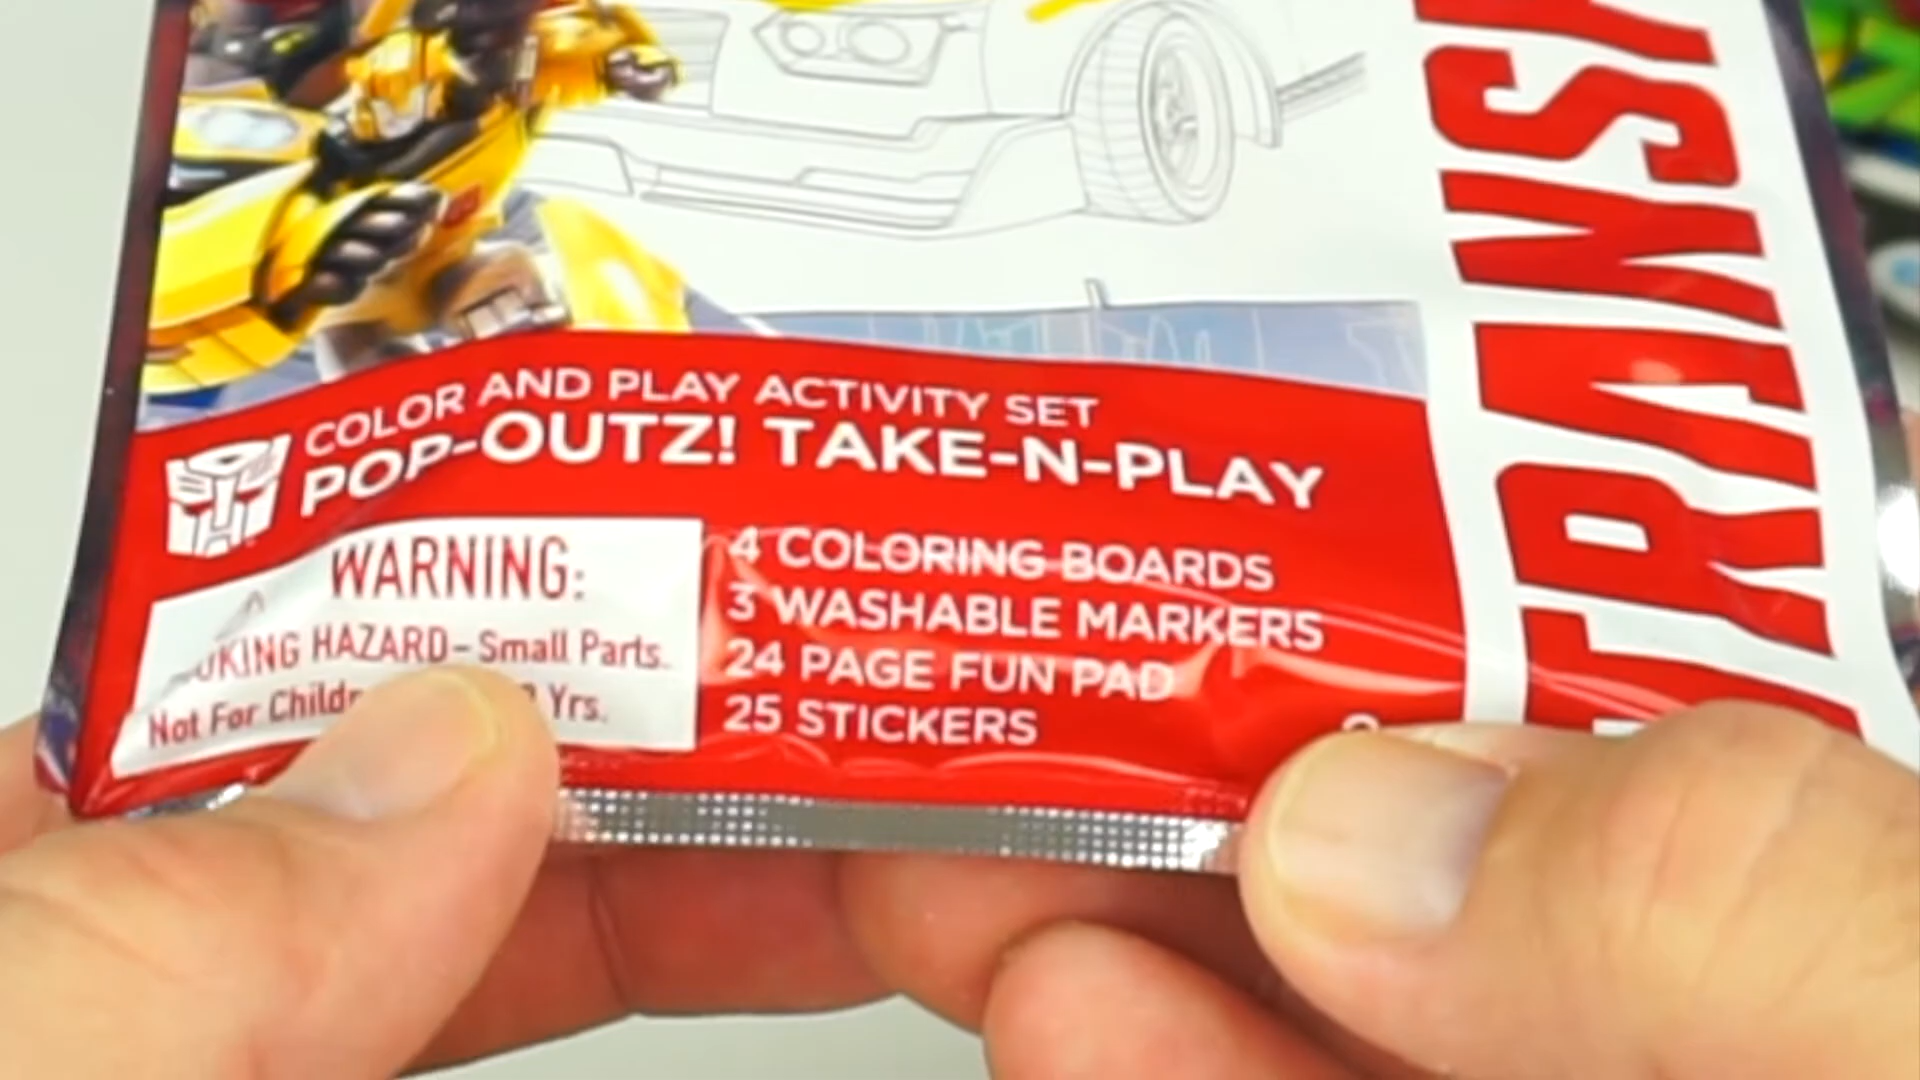 COLOR AND PLAY ACTIVITY SET
POP-OUTZ! TAKE-N-PLAY
WARNING:
HAZARD- Small Parts.
Not For Yrs.
4 COLORING BOARDS
3 WASHABLE MARKERS
24 PAGE FUN PAD
25 STICKERS
TRANSF